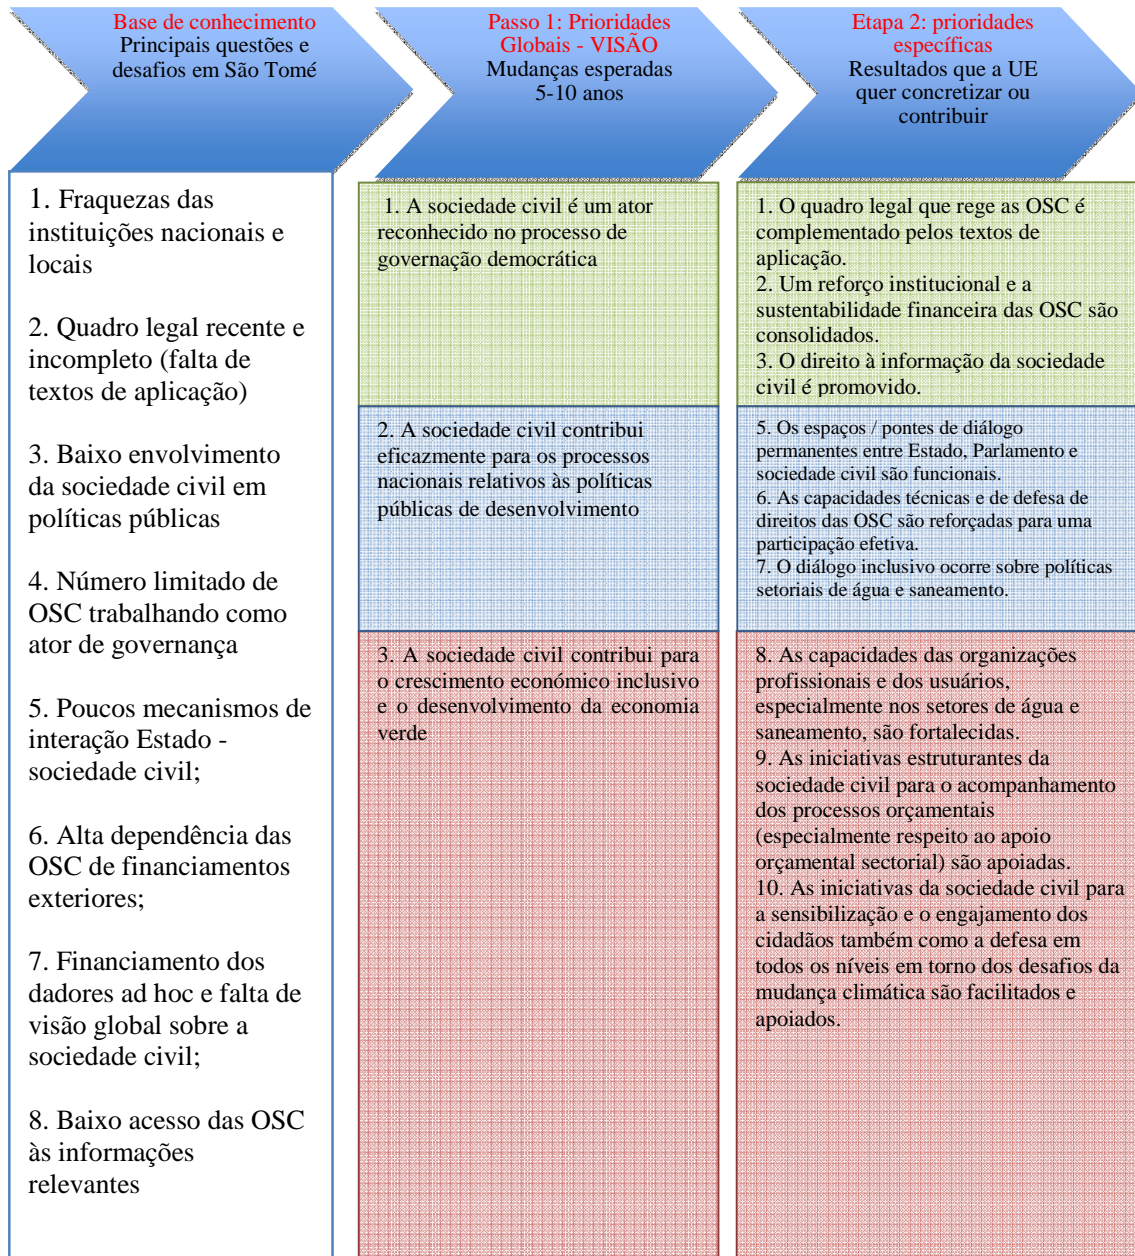 Base de conhecimento
Principais questões e
desafios em São Tomé
Passo 1: Prioridades
Globais - VISÃO
Mudanças esperadas
5-10 anos
Etapa 2: prioridades
específicas
Resultados que a UE
quer concretizar ou
contribuir
1. Fraquezas das
instituições nacionais e
locais
2. Quadro legal recente e
incompleto (falta de
textos de aplicação)
3. Baixo envolvimento
da sociedade civil em
políticas públicas
4. Número limitado de
OSC trabalhando como
ator de governança
5. Poucos mecanismos de
interação Estado -
sociedade civil;
6. Alta dependência das
OSC de financiamentos
exteriores;
7. Financiamento dos
dadores ad hoc e falta de
visão global sobre a
sociedade civil;
8. Baixo acesso das OSC
às informações
relevantes
1. A sociedade civil é um ator
reconhecido no processo de
governação democrática
2. A sociedade civil contribui
eficazmente para os processos
nacionais relativos às políticas
públicas de desenvolvimento
3. A sociedade civil contribui para
o crescimento económico inclusivo
e o desenvolvimento da economia
verde
1. O quadro legal que rege as OSC é
complementado pelos textos de
aplicação.
2. Um reforço institucional e a
sustentabilidade financeira das OSC são
consolidados.
3. O direito à informação da sociedade
civil é promovido.
5. Os espaços / pontes de diálogo
permanentes entre Estado, Parlamento e
sociedade civil são funcionais.
6. As capacidades técnicas e de defesa de
direitos das OSC são reforçadas para uma
participação efetiva.
7. O diálogo inclusivo ocorre sobre políticas
setoriais de água e saneamento.
8. As capacidades das organizações
profissionais e dos usuários,
especialmente nos setores de água e
saneamento, são fortalecidas.
9. As iniciativas estruturantes da
sociedade civil para o acompanhamento
dos processos orçamentais
(especialmente respeito ao apoio
orçamental sectorial) são apoiadas.
10. As iniciativas da sociedade civil para
a sensibilização e o engajamento dos
cidadãos também como a defesa em
todos os níveis em torno dos desafios da
mudança climática são facilitados e
apoiados.